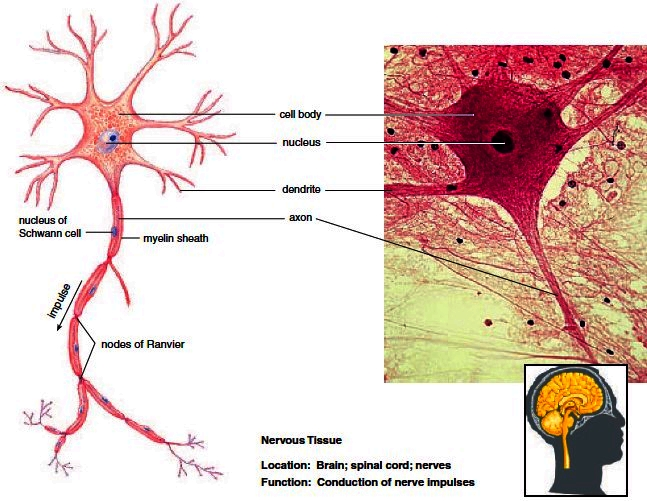 cell body
nucleus
dendrite
axon
nucleus of
Schwann cell
myelin sheath
impulse
nodes of Ranvier
Nervous Tissue
Location: Brain; spinal cord; nerves
Function: Conduction of nerve impulses